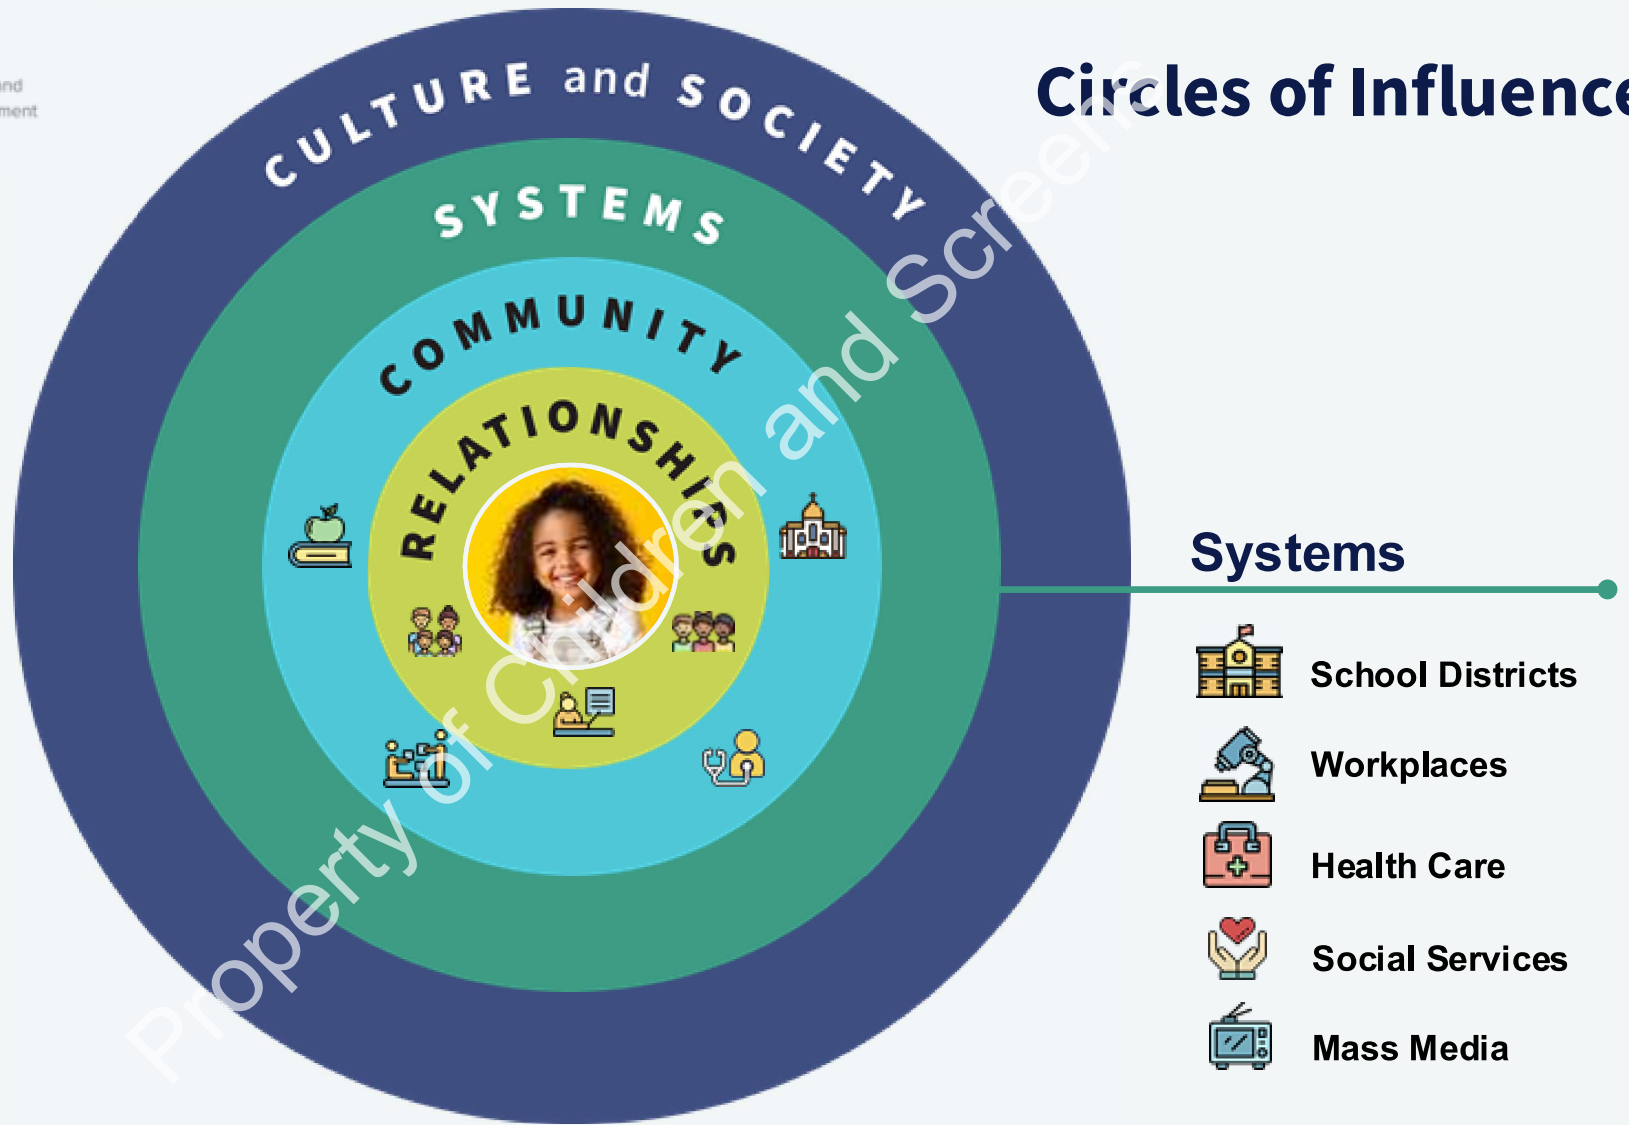 Circles of Influence
CULTURE and SOCIETY
SYSTEMS
COMMUNITY
RELATIONSHIPS
Systems
School Districts
Workplaces
Health Care
Social Services
Mass Media
Property of Children and Screens